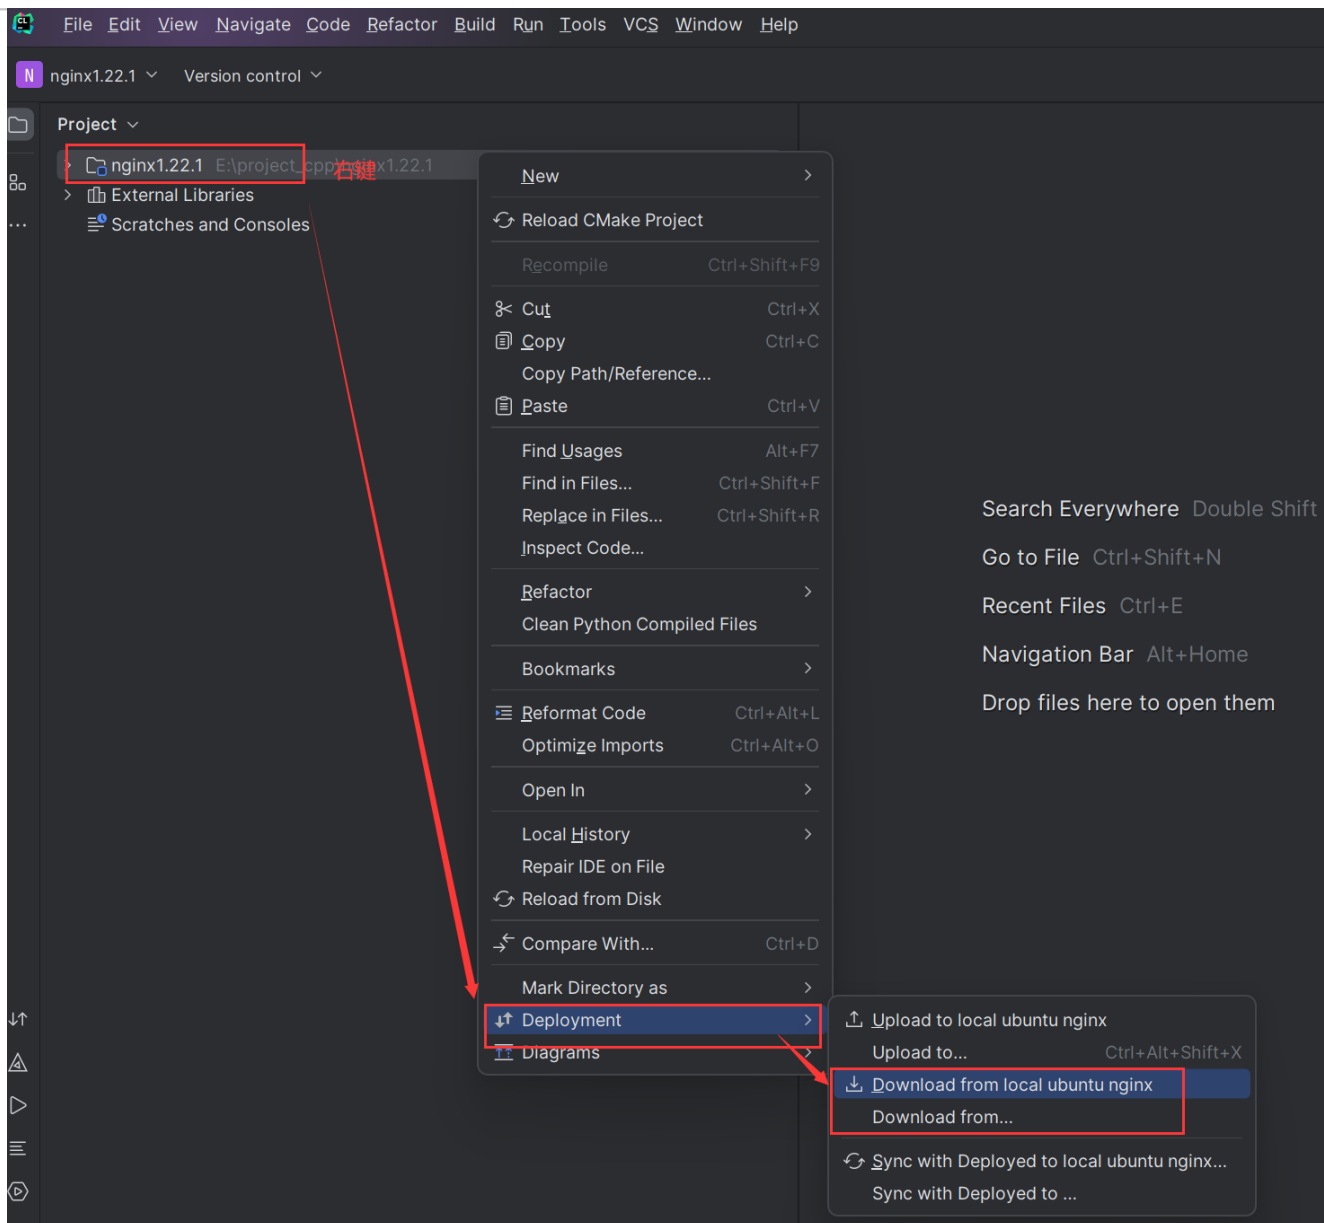 File Edit View Navigate Code Refactor Build Run Tools VCS Window Help
N nginx1.22.1 Version control
Project
nginx1.22.1 E:\project_cpp\nginx1.22.1
右键
External Libraries
Scratches and Consoles
New
Reload CMake Project
Recompile Ctrl+Shift+F9
Cut Ctrl+X
Copy Ctrl+C
Copy Path/Reference...
Paste Ctrl+V
Find Usages Alt+F7
Find in Files... Ctrl+Shift+F
Replace in Files... Ctrl+Shift+R
Inspect Code...
Refactor
Clean Python Compiled Files
Bookmarks
Reformat Code Ctrl+Alt+L
Optimize Imports Ctrl+Alt+O
Open In
Local History
Repair IDE on File
Reload from Disk
Compare With... Ctrl+D
Mark Directory as
Deployment
Diagrams
Upload to local ubuntu nginx
Upload to... Ctrl+Alt+Shift+X
Download from local ubuntu nginx
Download from...
Sync with Deployed to local ubuntu nginx...
Sync with Deployed to ...
Search Everywhere Double Shift
Go to File Ctrl+Shift+N
Recent Files Ctrl+E
Navigation Bar Alt+Home
Drop files here to open them